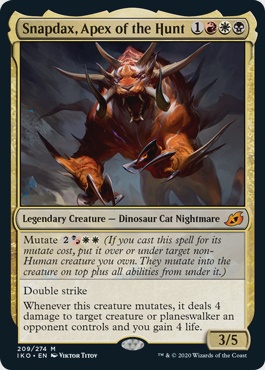 Snapdax, Apex of the Hunt 1
Legendary Creature — Dinosaur Cat Nightmare
Mutate 2 (If you cast this spell for its
mutate cost, put it over or under target non-
Human creature you own. They mutate into the
creature on top plus all abilities from under it.)
Double strike
Whenever this creature mutates, it deals 4
damage to target creature or planeswalker an
opponent controls and you gain 4 life.
3/5
209/274 M
IKO • EN Viktor Titov
™ & © 2020 Wizards of the Coast